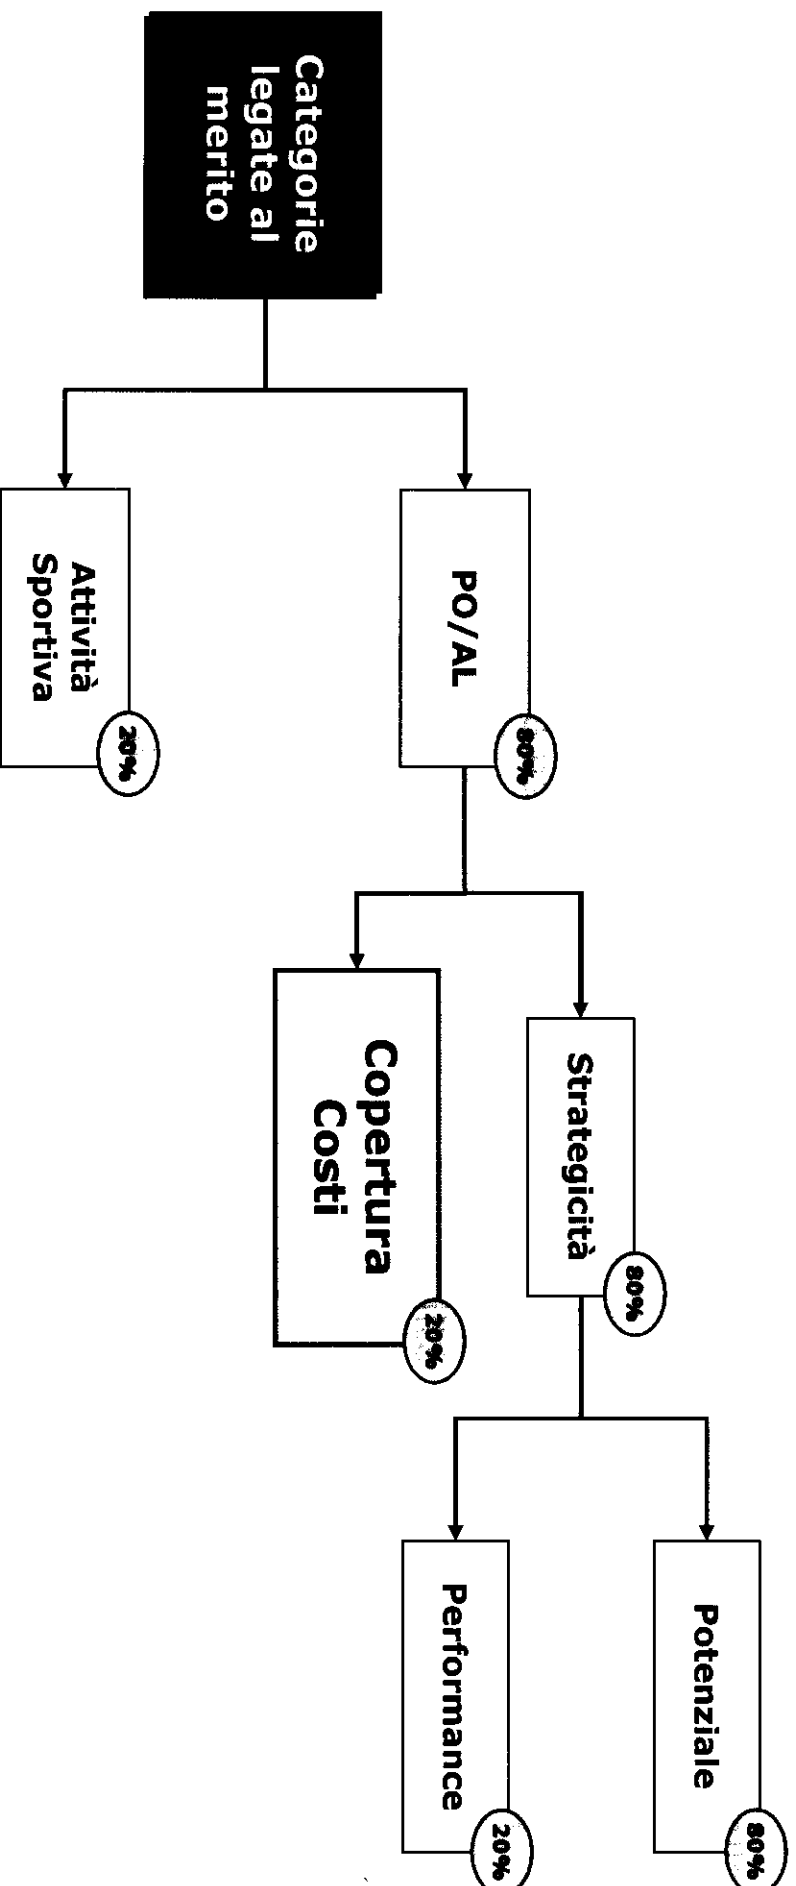 Categorie
legate al
merito
PO/AL
80%
Attività
Sportiva
20%
Strategicità
80%
Copertura
Costi
20%
Potenziale
80%
Performance
20%